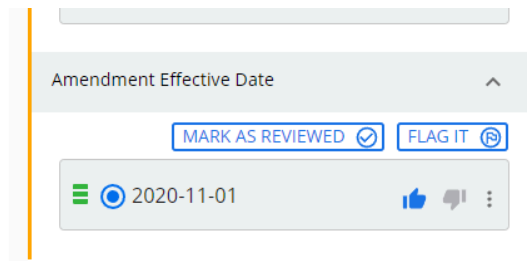 Amendment Effective Date
MARK AS REVIEWED FLAG IT
2020-11-01